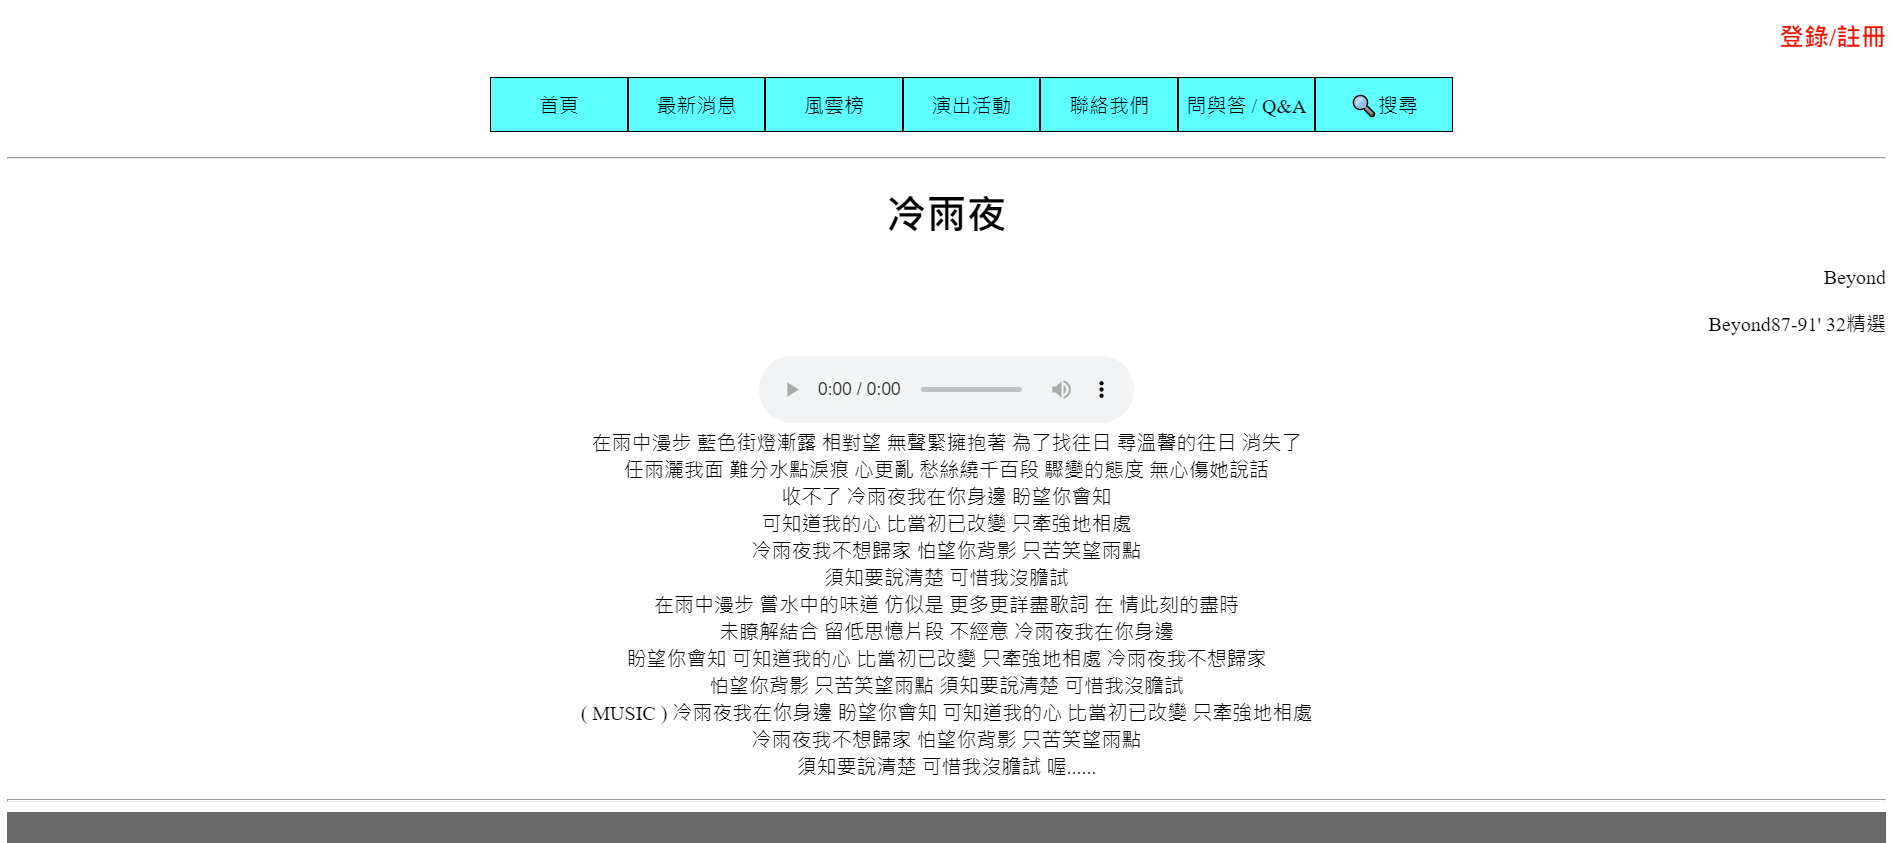 登錄/註冊
首頁 最新消息 風雲榜 演出活動 聯絡我們 問與答 / Q&A 搜尋
冷雨夜
Beyond
Beyond87-91' 32精選
0:00 / 0:00
在雨中漫步 藍色街燈漸露 相對望 無聲緊擁抱著 為了找往日 尋溫馨的往日 消失了
任雨灑我面 難分水點淚痕 心更亂 愁絲繞千百段 驟變的態度 無心傷她說話
收不了 冷雨夜我在你身邊 盼望你會知
可知道我的心 比當初已改變 只牽強地相處
冷雨夜我不想歸家 怕望你背影 只苦笑望雨點
須知要說清楚 可惜我沒膽試
在雨中漫步 嘗水中的味道 仿似是 更多更詳盡歌詞 在 情此刻的盡時
未瞭解結合 留低思憶片段 不經意 冷雨夜我在你身邊
盼望你會知 可知道我的心 比當初已改變 只牽強地相處 冷雨夜我不想歸家
怕望你背影 只苦笑望雨點 須知要說清楚 可惜我沒膽試
( MUSIC ) 冷雨夜我在你身邊 盼望你會知 可知道我的心 比當初已改變 只牽強地相處
冷雨夜我不想歸家 怕望你背影 只苦笑望雨點
須知要說清楚 可惜我沒膽試 喔......